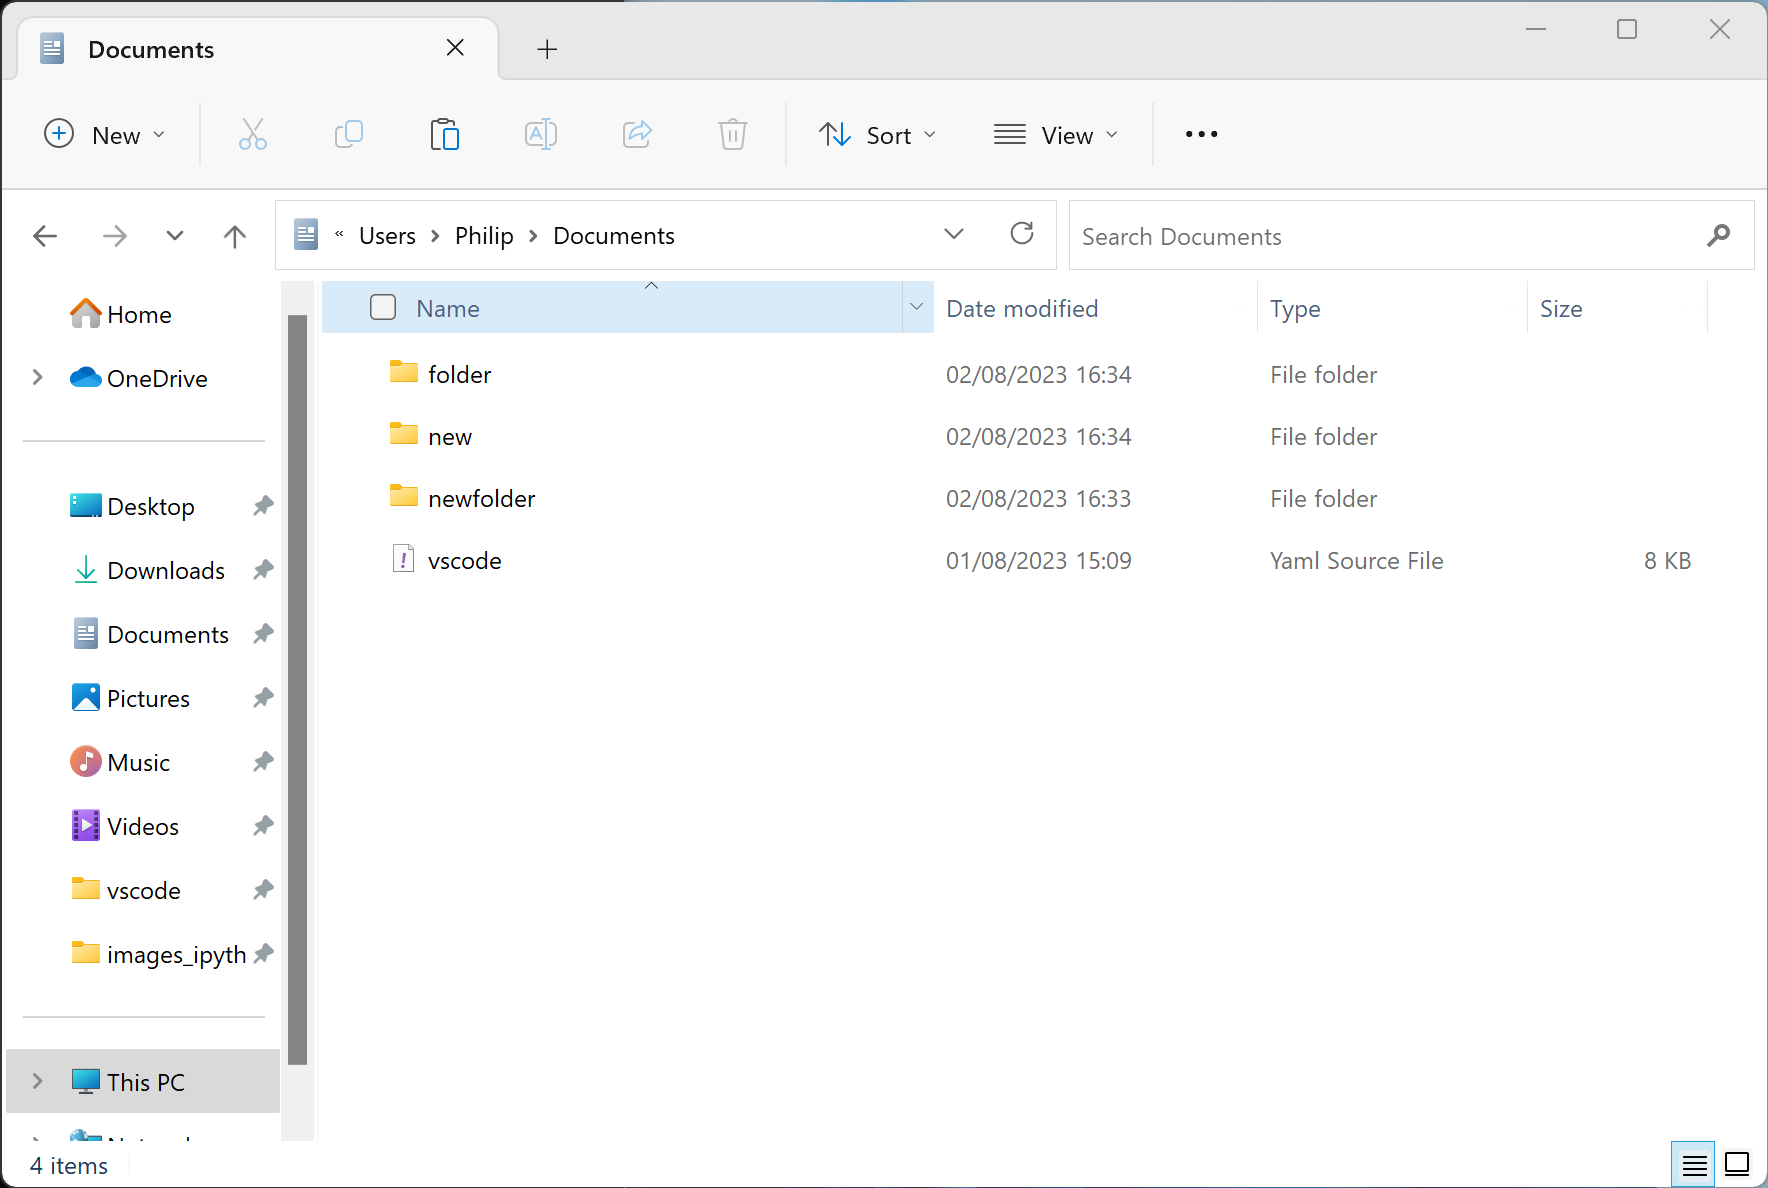 Documents
New
Sort
View
« Users > Philip > Documents
Search Documents
Home
OneDrive
Desktop
Downloads
Documents
Pictures
Music
Videos
vscode
images_ipyth
This PC
Name Date modified Type Size
folder 02/08/2023 16:34 File folder
new 02/08/2023 16:34 File folder
newfolder 02/08/2023 16:33 File folder
vscode 01/08/2023 15:09 Yaml Source File 8 KB
4 items